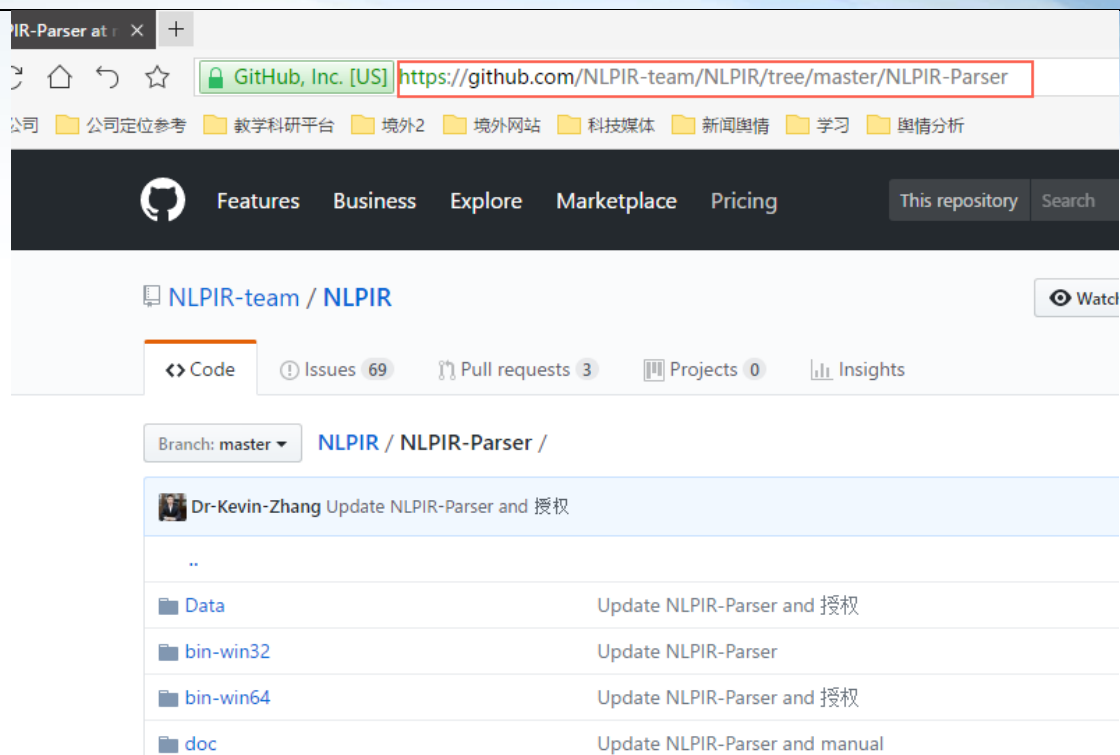 IR-Parser at
GitHub, Inc. [US] https://github.com/NLPIR-team/NLPIR/tree/master/NLPIR-Parser
公司 公司定位参考 教学科研平台 境外2 境外网站 科技媒体 新闻舆情 学习 舆情分析
Features Business Explore Marketplace Pricing This repository Search
NLPIR-team / NLPIR Watch
Code Issues 69 Pull requests 3 Projects 0 Insights
Branch: master NLPIR / NLPIR-Parser /
Dr-Kevin-Zhang Update NLPIR-Parser and 授权
..
Data Update NLPIR-Parser and 授权
bin-win32 Update NLPIR-Parser
bin-win64 Update NLPIR-Parser and 授权
doc Update NLPIR-Parser and manual